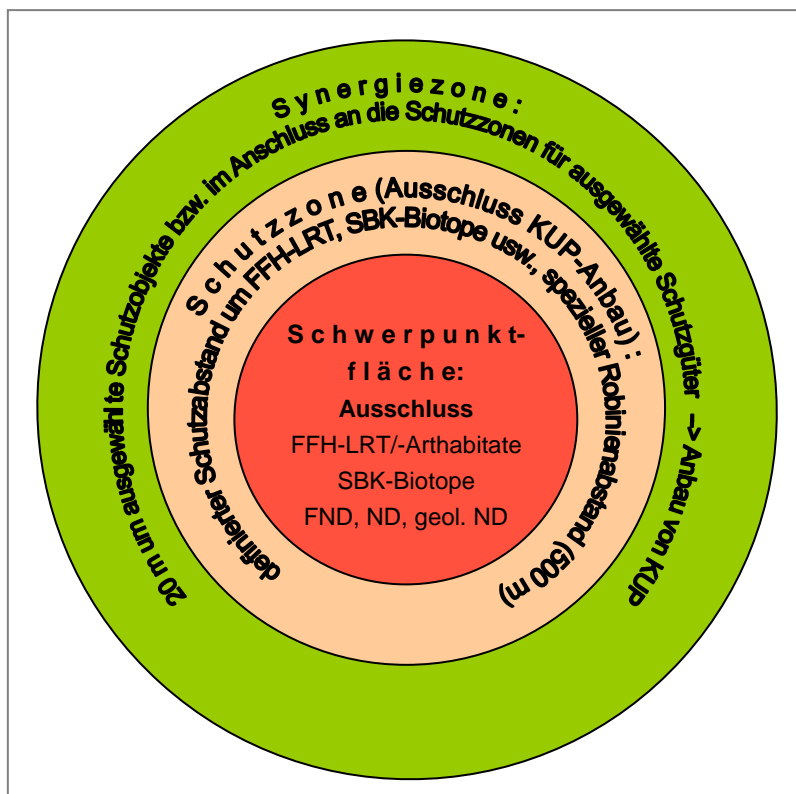 Synergiezone:
20 m um ausgewählte Schutzobjekte bzw. im Anschluss an die Schutzzonen für ausgewählte Schutzgüter –> Anbau von KUP
Schutzzone (Ausschluss KUP-Anbau) :
definierter Schutzabstand um FFH-LRT, SBK-Biotope usw., spezieller Robinienabstand (500 m)
Schwerpunkt-
fläche:
Ausschluss
FFH-LRT/-Arthabitate
SBK-Biotope
FND, ND, geol. ND